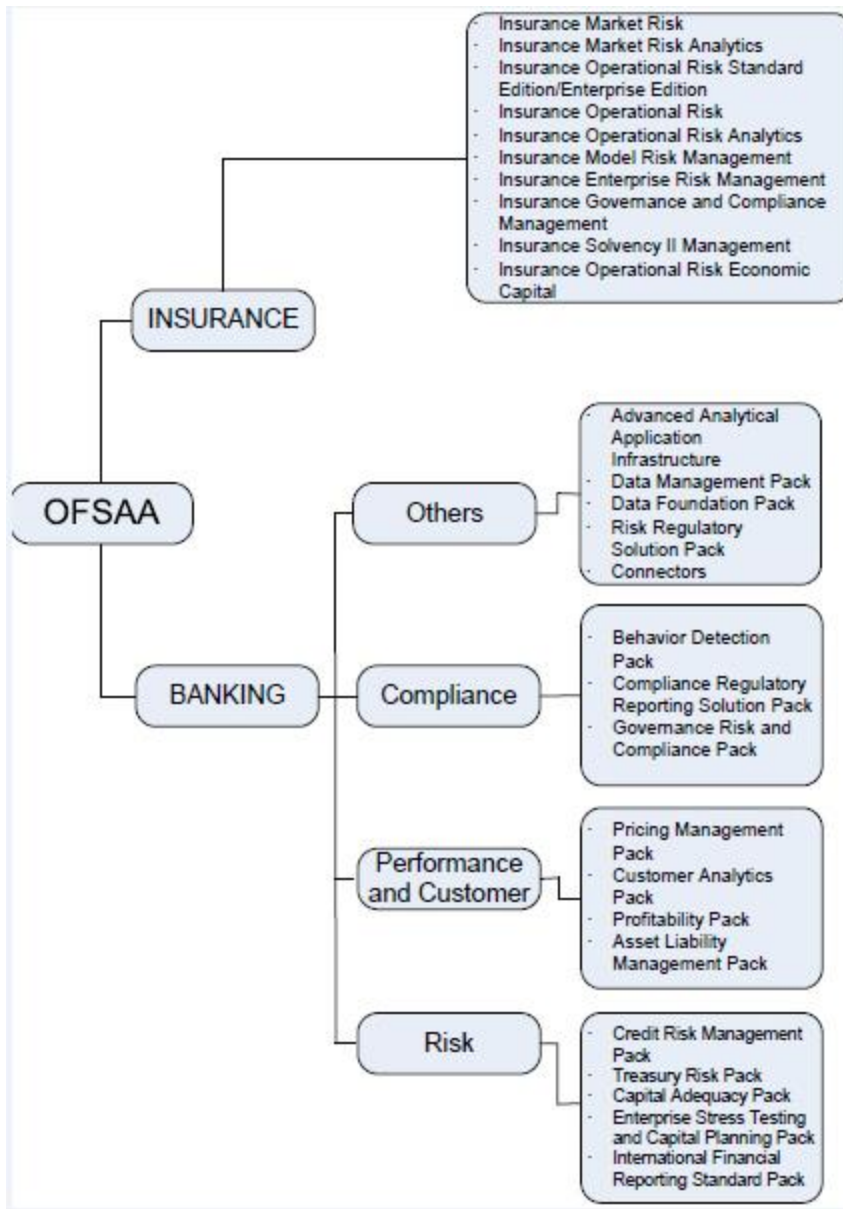 - Insurance Market Risk
- Insurance Market Risk Analytics
- Insurance Operational Risk Standard
Edition/Enterprise Edition
- Insurance Operational Risk
- Insurance Operational Risk Analytics
- Insurance Model Risk Management
- Insurance Enterprise Risk Management
- Insurance Governance and Compliance
Management
- Insurance Solvency II Management
- Insurance Operational Risk Economic
Capital
INSURANCE
OFSAA
BANKING
Others
- Advanced Analytical
Application
Infrastructure
- Data Management Pack
- Data Foundation Pack
- Risk Regulatory
Solution Pack
- Connectors
Compliance
- Behavior Detection
Pack
- Compliance Regulatory
Reporting Solution Pack
- Governance Risk and
Compliance Pack
Performance
and Customer
- Pricing Management
Pack
- Customer Analytics
Pack
- Profitability Pack
- Asset Liability
Management Pack
Risk
- Credit Risk Management
Pack
- Treasury Risk Pack
- Capital Adequacy Pack
- Enterprise Stress Testing
and Capital Planning Pack
- International Financial
Reporting Standard Pack